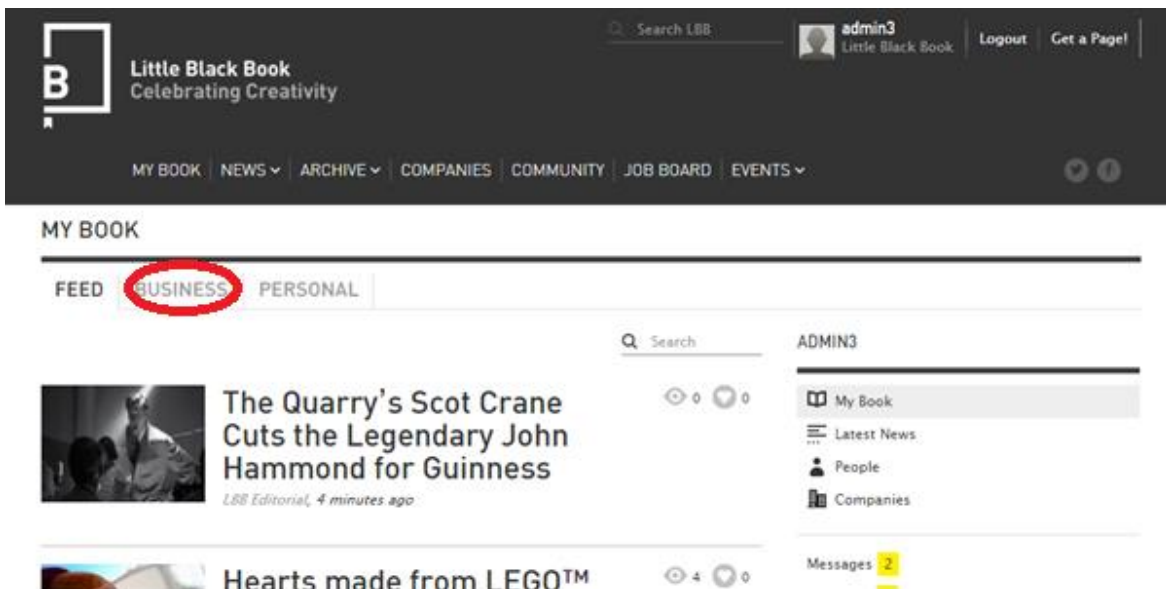 Search LBB
admin3
Little Black Book
Logout
Get a Page!
B
Little Black Book
Celebrating Creativity
MY BOOK NEWS ARCHIVE COMPANIES COMMUNITY JOB BOARD EVENTS
MY BOOK
FEED BUSINESS PERSONAL
Search
ADMIN3
The Quarry's Scot Crane
Cuts the Legendary John
Hammond for Guinness
LBB Editorial, 4 minutes ago
0 0
My Book
Latest News
People
Companies
Hearts made from LEGO™
4 0
Messages 2